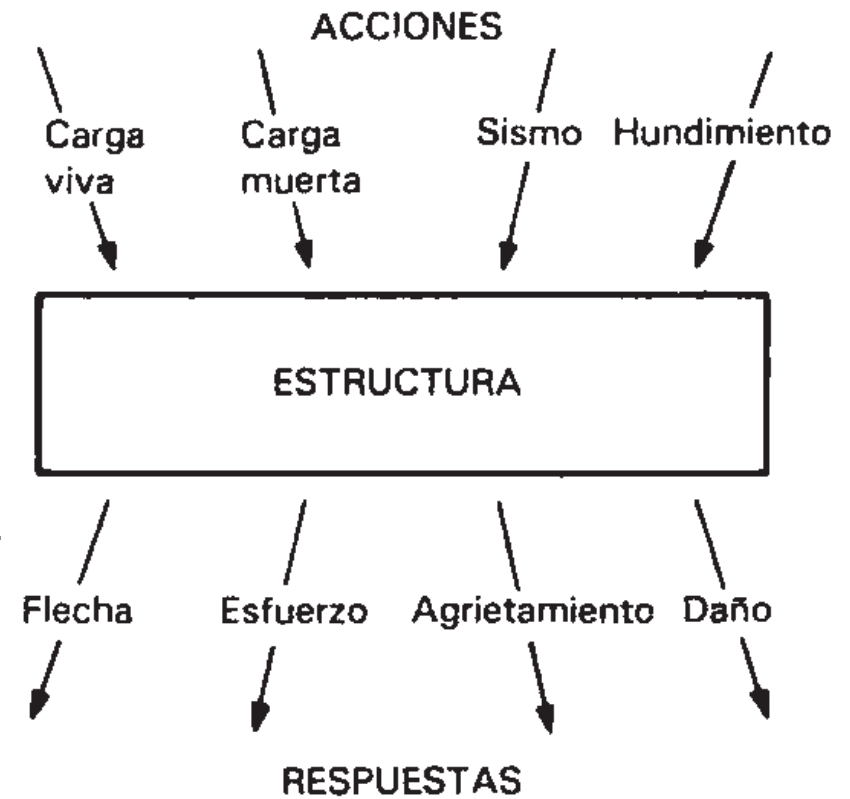 ACCIONES
Carga viva
Carga muerta
Sismo
Hundimiento
ESTRUCTURA
Flecha
Esfuerzo
Agrietamiento
Daño
RESPUESTAS